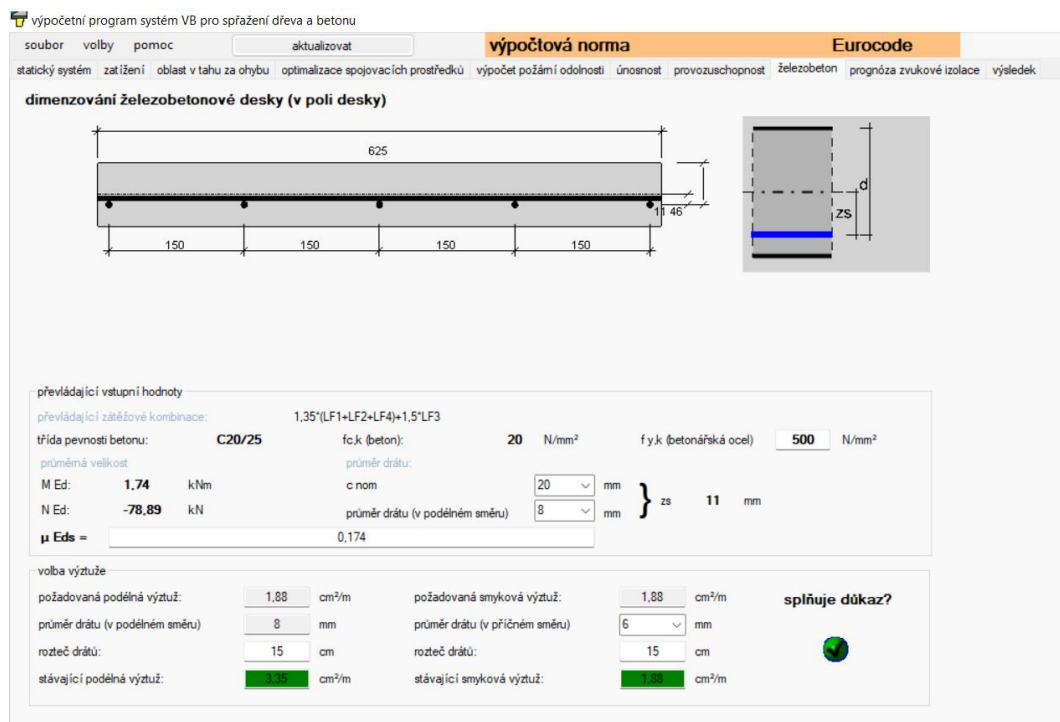 výpočetní program systém VB pro spřažení dřeva a betonu
soubor volby pomoc aktualizovat výpočtová norma Eurocode
statický systém zatížení oblast v tahu za ohybu optimalizace spojovacích prostředků výpočet požární odolnosti únosnost provozuschopnost železobeton prognóza zvukové izolace výsledek
dimenzování železobetonové desky (v poli desky)
625
d
11 46
zs
150 150 150 150
převládající vstupní hodnoty
převládající zátěžové kombinace: 1,35*(LF1+LF2+LF4)+1,5*LF3
třída pevnosti betonu: C20/25 fc,k (beton): 20 N/mm² f y,k (betonářská ocel) 500 N/mm²
průměrná velikost průměr drátu:
M Ed: 1,74 kNm c nom 20 mm } zs 11 mm
N Ed: -78,89 kN průměr drátu (v podélném směru) 8 mm
µ Eds = 0,174
volba výztuže
požadovaná podélná výztuž: 1,88 cm²/m požadovaná smyková výztuž: 1,88 cm²/m splňuje důkaz?
průměr drátu (v podélném směru) 8 mm průměr drátu (v příčném směru) 6 mm
rozteč drátů: 15 cm rozteč drátů: 15 cm
stávající podélná výztuž: 3,35 cm²/m stávající smyková výztuž: 1,88 cm²/m